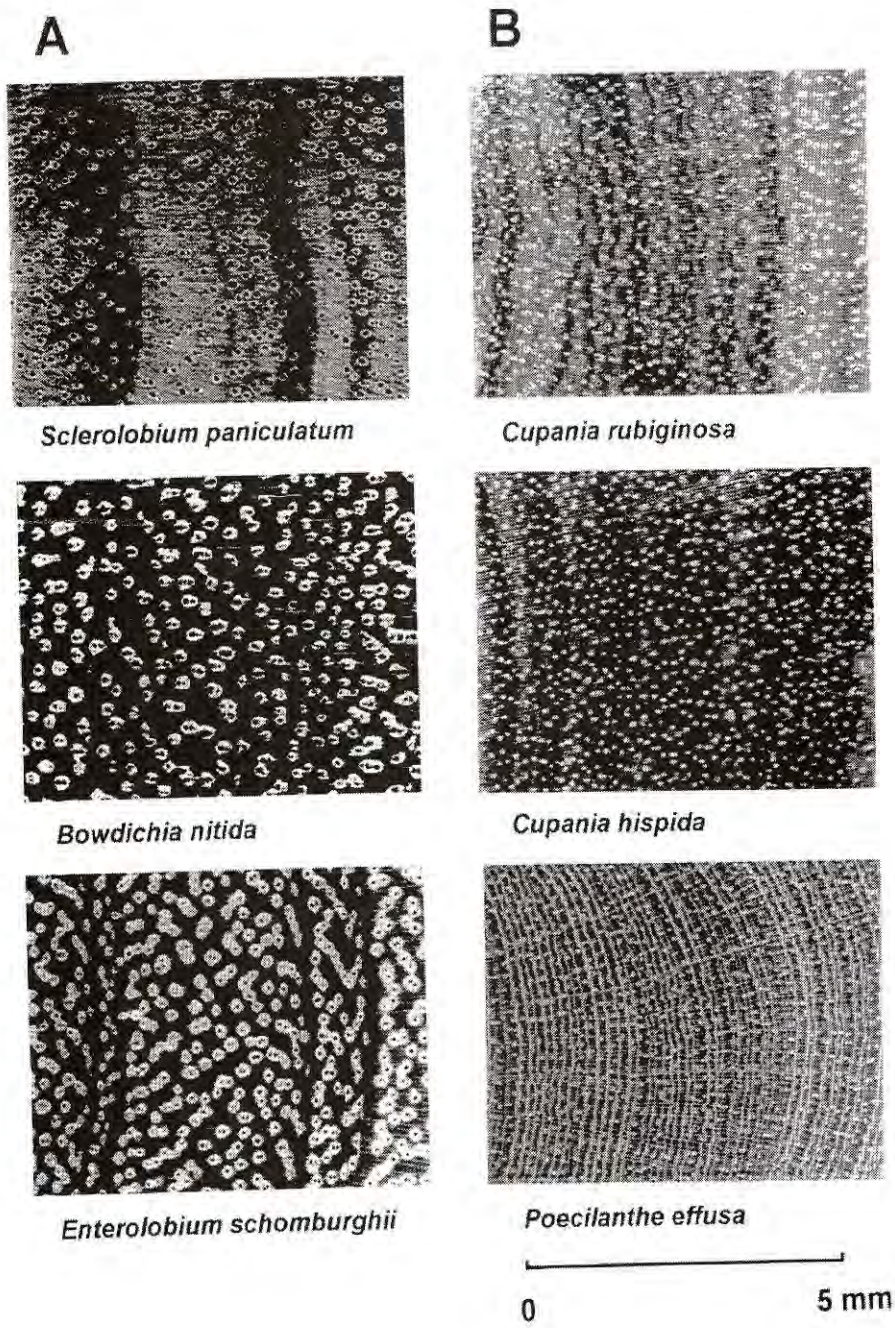 A
B
Sclerolobium paniculatum
Cupania rubiginosa
Bowdichia nitida
Cupania hispida
Enterolobium schomburghii
Poecilanthe effusa
0
5 mm